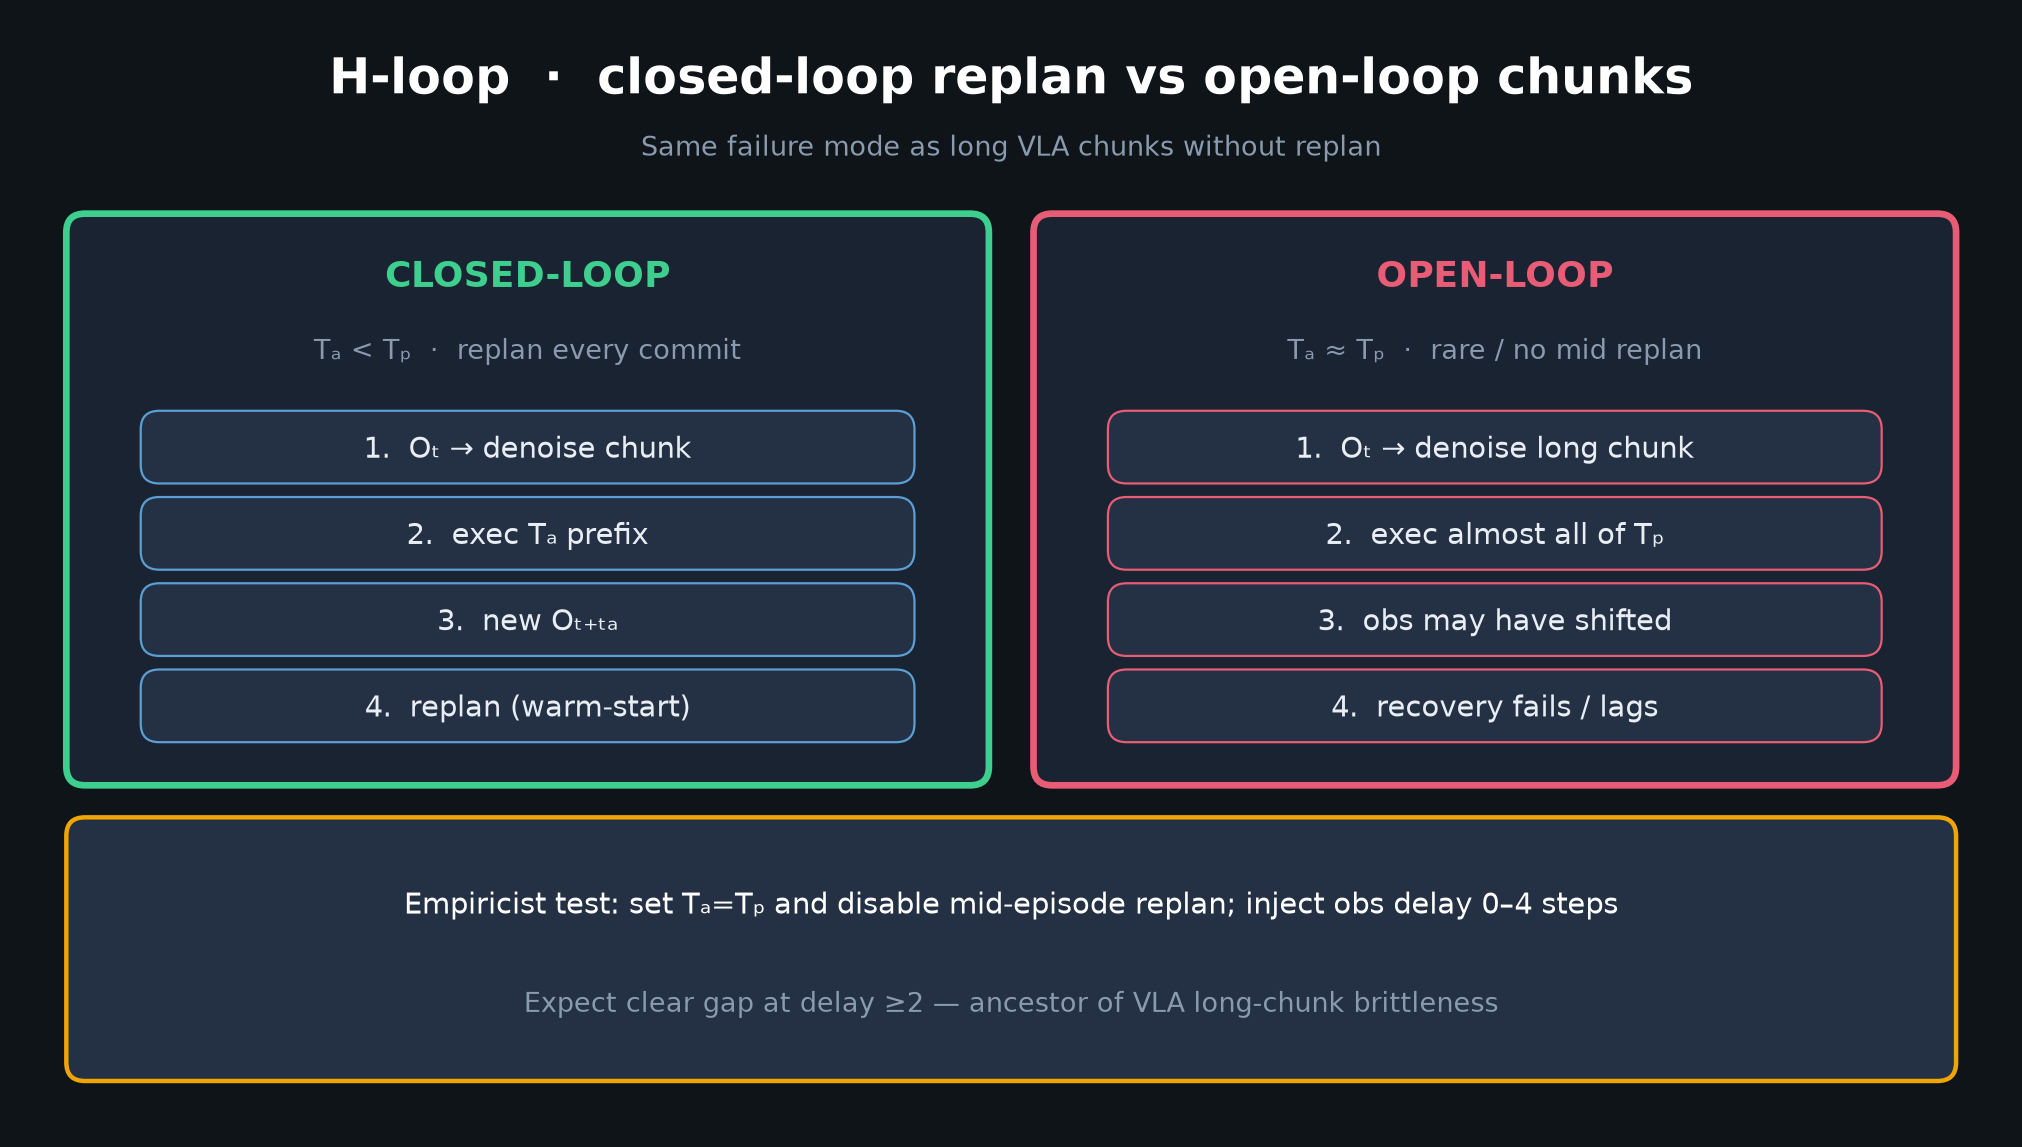 H-loop · closed-loop replan vs open-loop chunks
Same failure mode as long VLA chunks without replan
CLOSED-LOOP
Tₐ < Tₚ · replan every commit
1. Oₜ → denoise chunk
2. exec Tₐ prefix
3. new Oₜ₊ₜₐ
4. replan (warm-start)
OPEN-LOOP
Tₐ ≈ Tₚ · rare / no mid replan
1. Oₜ → denoise long chunk
2. exec almost all of Tₚ
3. obs may have shifted
4. recovery fails / lags
Empiricist test: set Tₐ=Tₚ and disable mid-episode replan; inject obs delay 0–4 steps
Expect clear gap at delay ≥2 — ancestor of VLA long-chunk brittleness